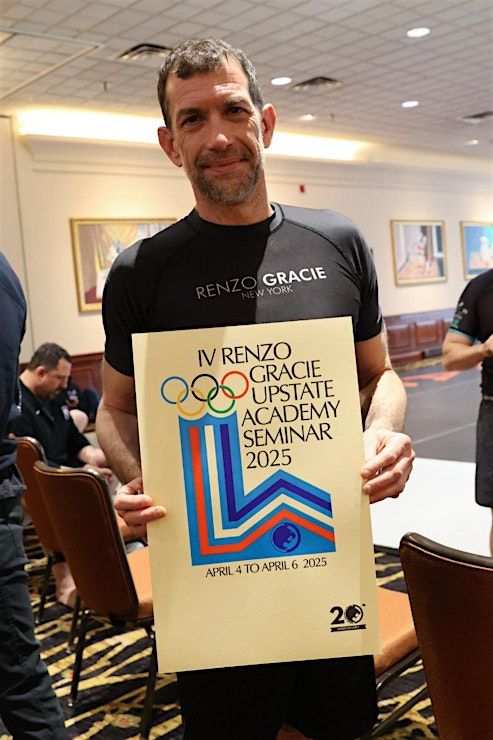 RENZO GRACIE
NEW YORK
IV RENZO
GRACIE
UPSTATE
ACADEMY
SEMINAR
2025
APRIL 4 TO APRIL 6 2025
20